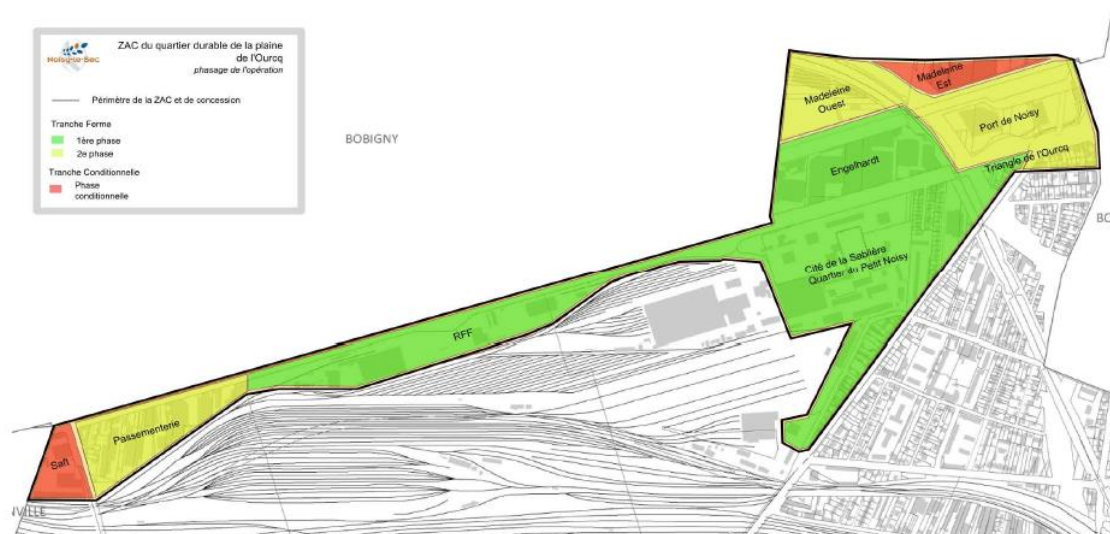 Noisy-le-Sec
ZAC du quartier durable de la plaine
de l'Ourcq
phasage de l'opération
Périmètre de la ZAC et de concession
Tranche Ferme
1ère phase
2e phase
Tranche Conditionnelle
Phase
conditionnelle
BOBIGNY
Madeleine
Est
Madeleine
Ouest
Port de Noisy
Triangle de l'Ourcq
Engelhardt
BO
Cité de la Sablière
Quartier du Petit Noisy
RFF
Passementerie
Saft
VILLE